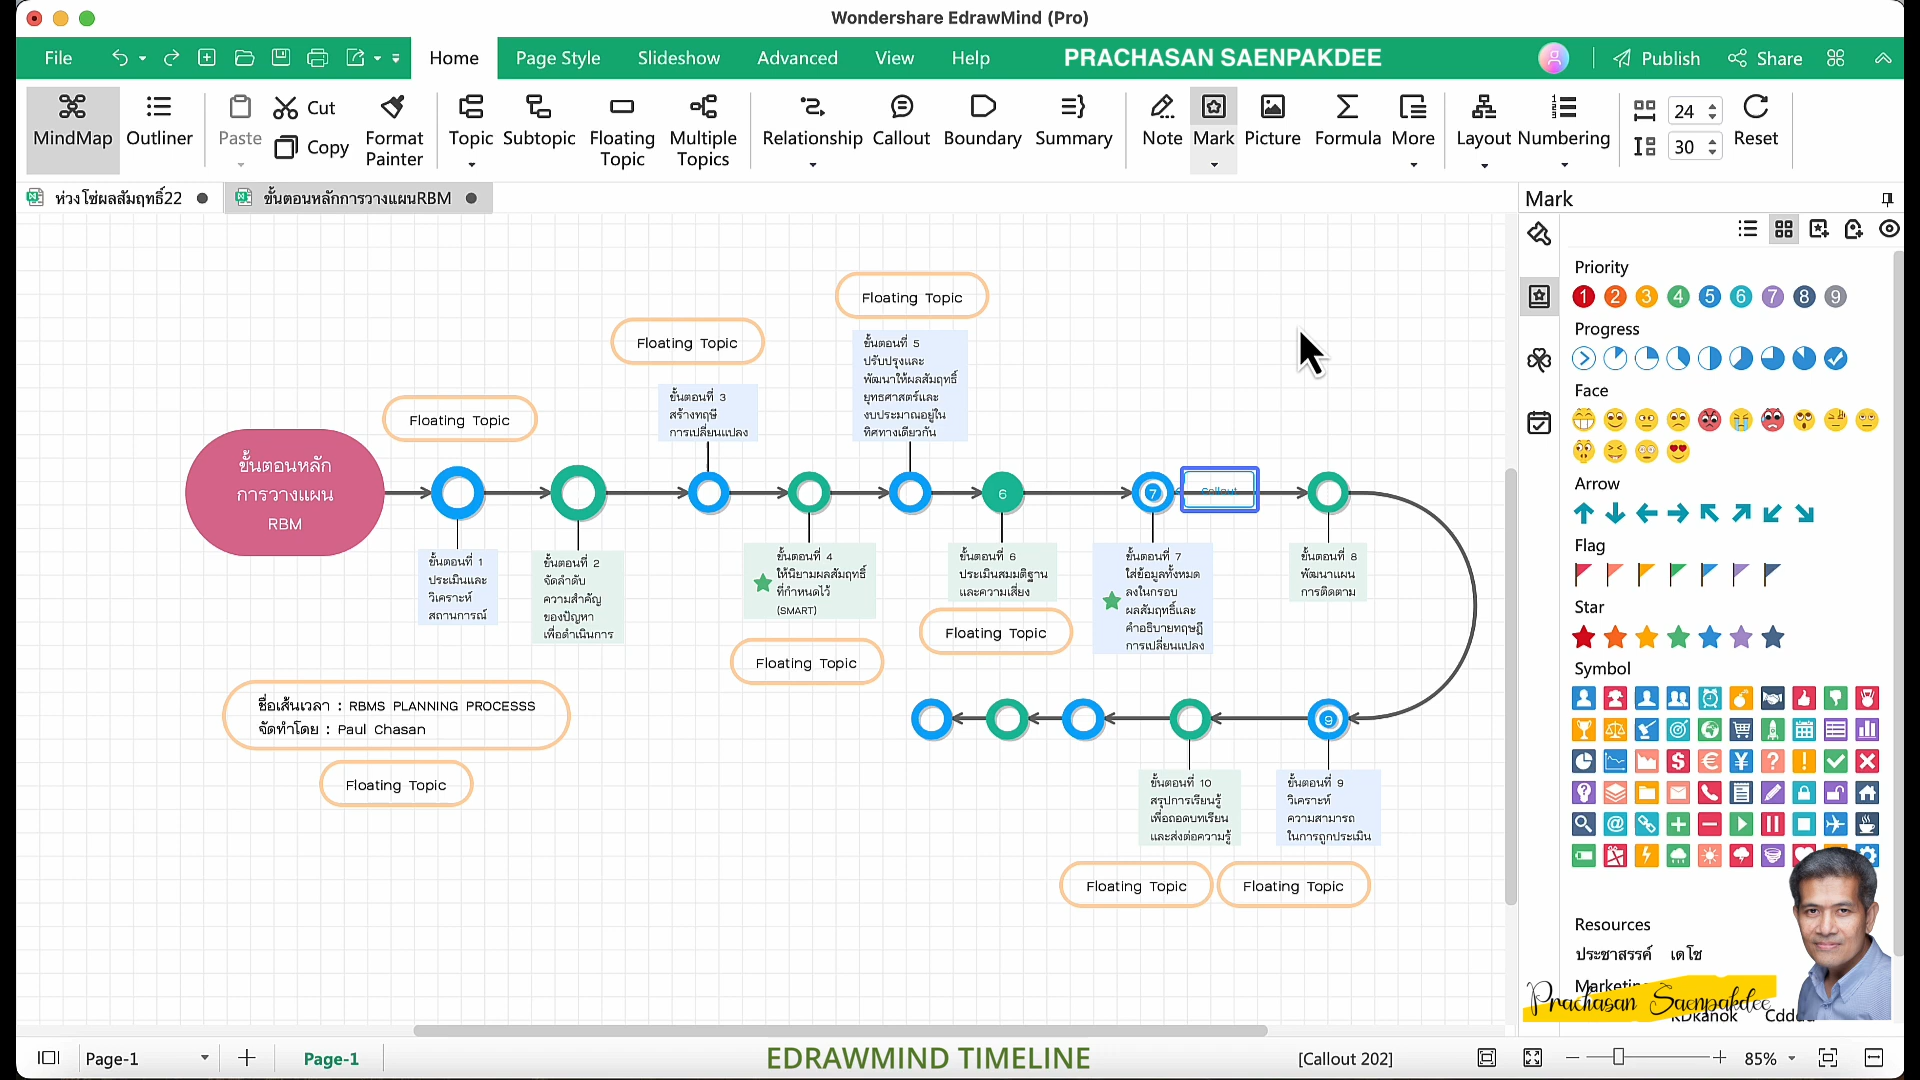 Wondershare EdrawMind (Pro)
File
Home
Page Style
Slideshow
Advanced
View
Help
PRACHASAN SAENPAKDEE
Publish
Share
MindMap
Outliner
Paste
Cut
Copy
Format
Painter
Topic
Subtopic
Floating
Topic
Multiple
Topics
Relationship
Callout
Boundary
Summary
Note
Mark
Picture
Formula
More
Layout
Numbering
24
30
Reset
ห่วงโซ่ผลสัมฤทธิ์22
ขั้นตอนหลักการวางแผนRBM
Mark
Priority
1 2 3 4 5 6 7 8 9
Progress
Face
Arrow
Flag
Star
Symbol
Resources
ประชาสรรค์ เดโช
Prachasan Saenpakdee
Floating Topic
Floating Topic
Floating Topic
ขั้นตอนหลัก
การวางแผน
RBM
ขั้นตอนที่ 1
ประเมินและ
วิเคราะห์
สถานการณ์
ขั้นตอนที่ 2
จัดลำดับ
ความสำคัญ
ของปัญหา
เพื่อดำเนินการ
ขั้นตอนที่ 3
สร้างทฤษี
การเปลี่ยนแปลง
ขั้นตอนที่ 4
ให้นิยามผลสัมฤทธิ์
ที่กำหนดไว้
(SMART)
Floating Topic
ขั้นตอนที่ 5
ปรับปรุงและ
พัฒนาให้ผลสัมฤทธิ์
ยุทธศาสตร์และ
งบประมาณอยู่ใน
ทิศทางเดียวกัน
6
ขั้นตอนที่ 6
ประเมินสมมติฐาน
และความเสี่ยง
Floating Topic
7
Callout
ขั้นตอนที่ 7
ใส่ข้อมูลทั้งหมด
ลงในกรอบ
ผลสัมฤทธิ์และ
คำอธิบายทฤษฎี
การเปลี่ยนแปลง
ขั้นตอนที่ 8
พัฒนาแผน
การติดตาม
9
ขั้นตอนที่ 9
วิเคราะห์
ความสามารถ
ในการถูกประเมิน
ขั้นตอนที่ 10
สรุปการเรียนรู้
เพื่อถอดบทเรียน
และส่งต่อความรู้
Floating Topic
Floating Topic
ชื่อเส้นเวลา : RBMS PLANNING PROCESSS
จัดทำโดย : Paul Chasan
Floating Topic
Page-1
Page-1
EDRAWMIND TIMELINE
[Callout 202]
85%